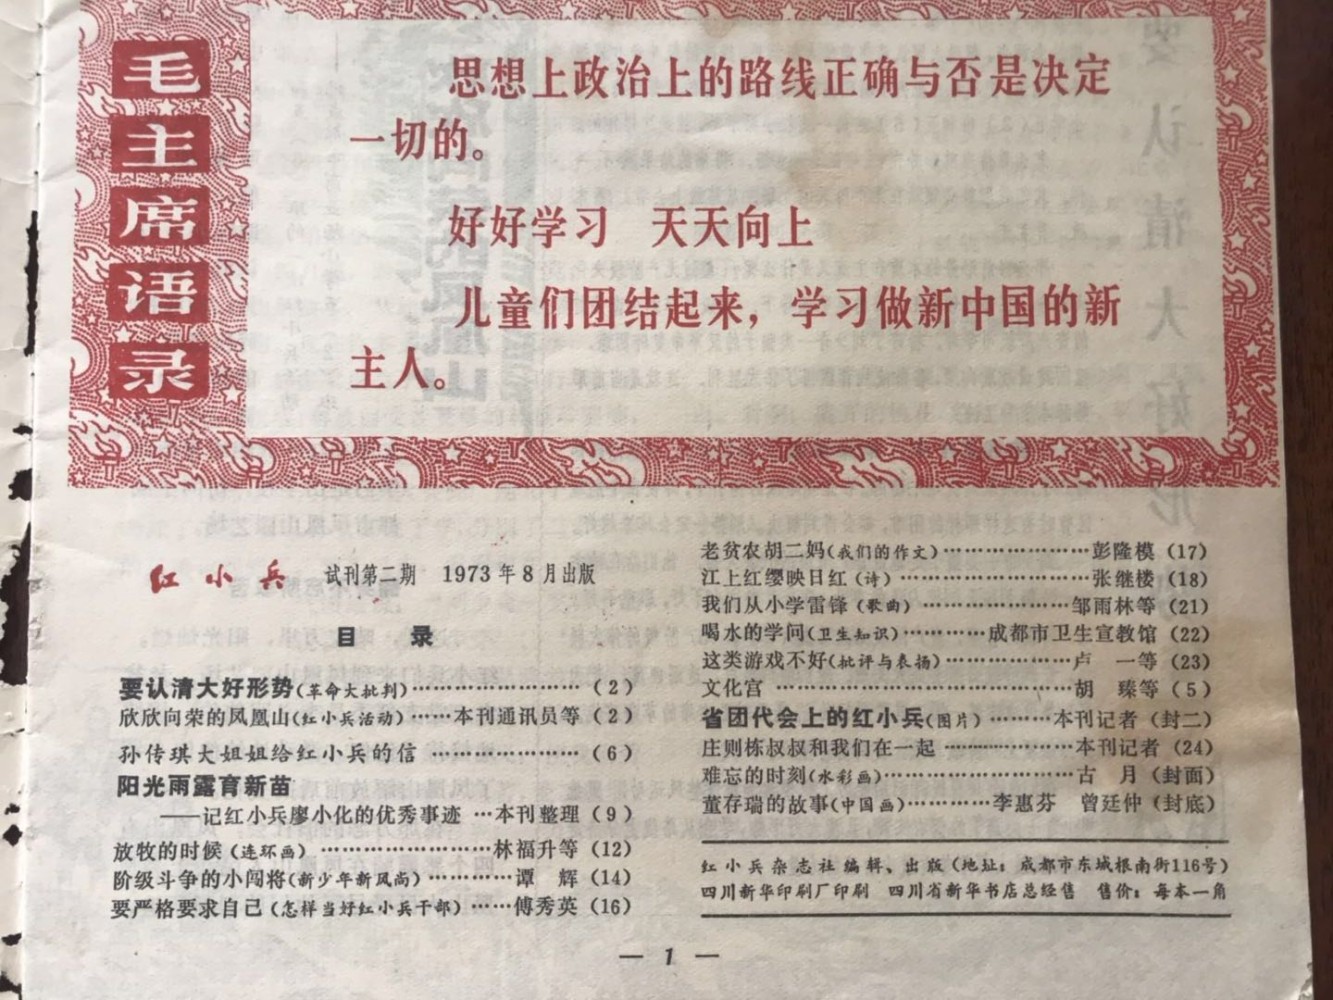 毛主席语录
思想上政治上的路线正确与否是决定
一切的。
好好学习　天天向上
儿童们团结起来，学习做新中国的新
主人。
红小兵　试刊第二期　1973年8月出版
目　录
要认清大好形势(革命大批判)………………………(2)
欣欣向荣的凤凰山(红小兵活动)……本刊通讯员等(2)
孙传琪大姐姐给红小兵的信…………………(6)
阳光雨露育新苗
——记红小兵廖小化的优秀事迹…本刊整理(9)
放牧的时候(连环画)………………………林福升等(12)
阶级斗争的小闯将(新少年新风尚)…………谭　辉(14)
要严格要求自己(怎样当好红小兵干部)……傅秀英(16)
老贫农胡二妈(我们的作文)…………………彭隆模(17)
江上红缨映日红(诗)………………………张继楼(18)
我们从小学雷锋(歌曲)…………………邹雨林等(21)
喝水的学问(卫生知识)…………成都市卫生宣教馆(22)
这类游戏不好(批评与表扬)………………卢　一等(23)
文化宫……………………………………胡　臻等(5)
省团代会上的红小兵(图片)………本刊记者(封二)
庄则栋叔叔和我们在一起………………本刊记者(24)
难忘的时刻(水彩画)………………………古　月(封面)
董存瑞的故事(中国画)…………李惠芬　曾廷仲(封底)
红小兵杂志社编辑、出版(地址：成都市东城根南街116号)
四川新华印刷厂印刷　四川省新华书店总经售　售价：每本一角
— 1 —